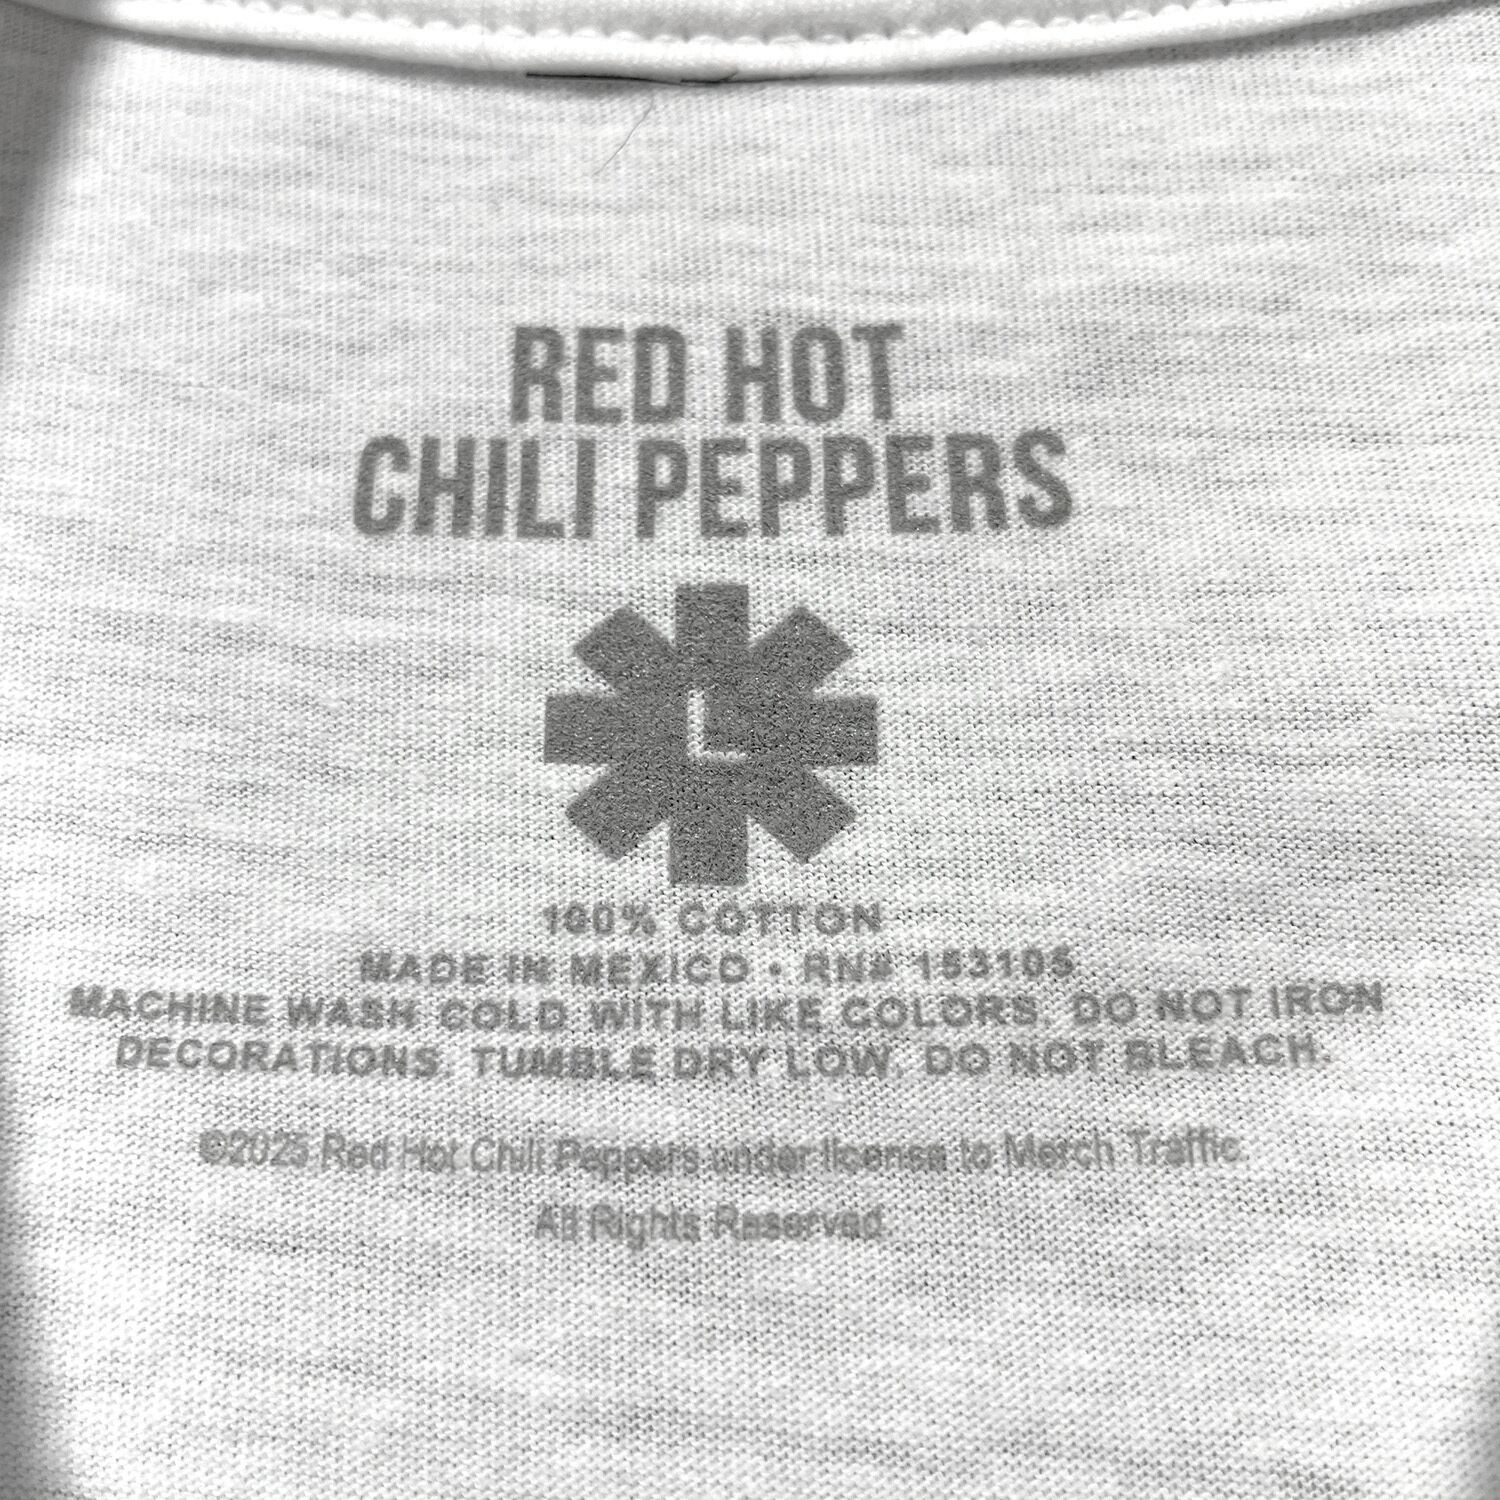 RED HOT
CHILI PEPPERS
L
100% COTTON
MADE IN MEXICO • RN# 153105
MACHINE WASH COLD WITH LIKE COLORS. DO NOT IRON
DECORATIONS. TUMBLE DRY LOW. DO NOT BLEACH.
©2025 Red Hot Chili Peppers under license to Merch Traffic.
All Rights Reserved.